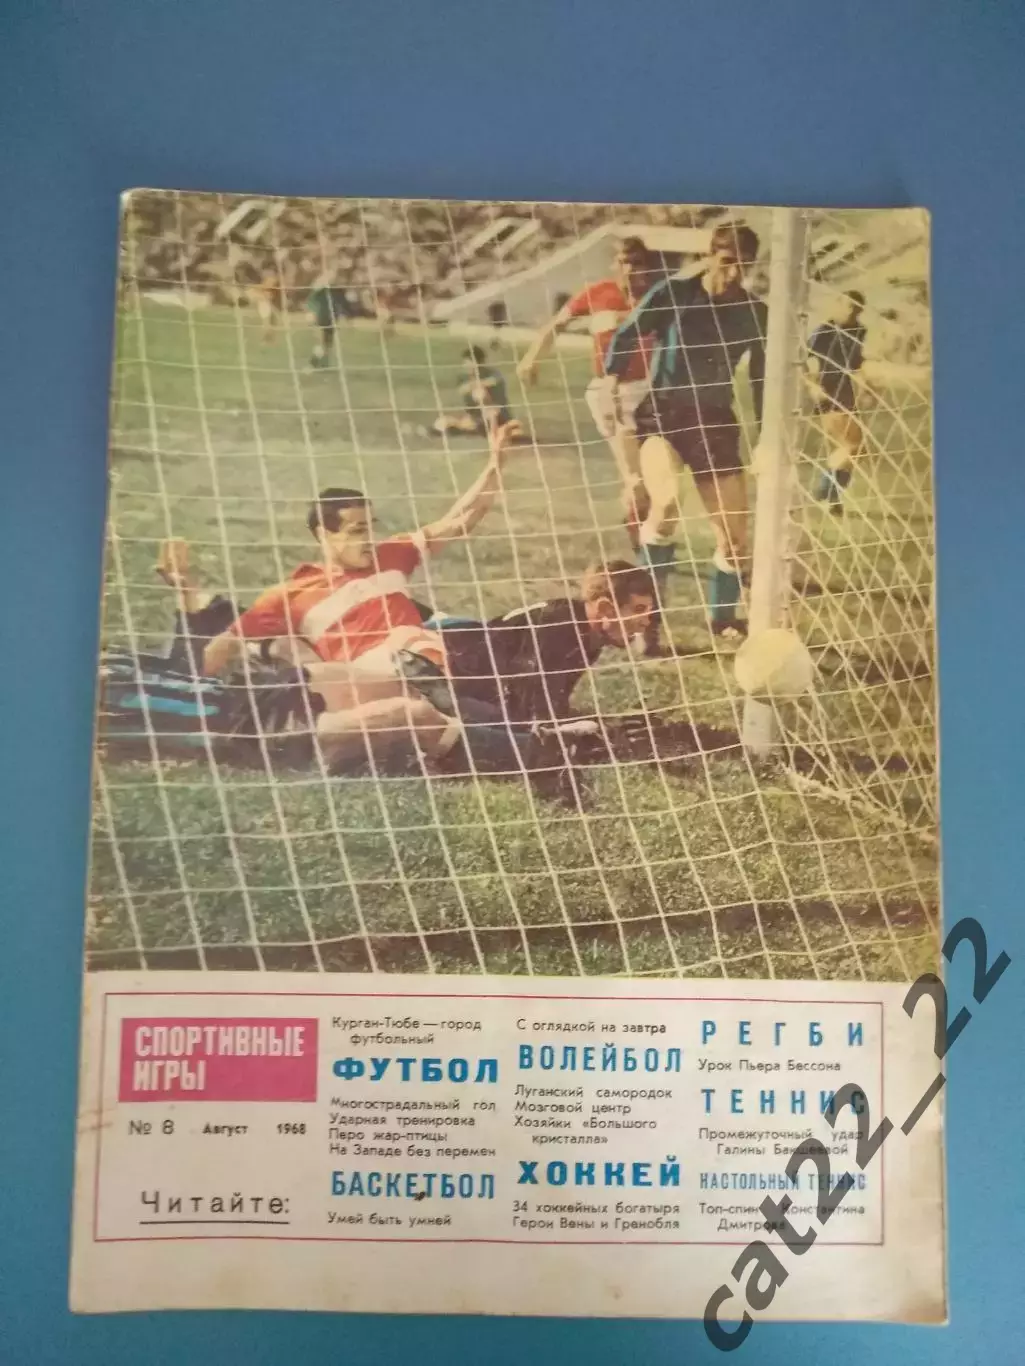 СПОРТИВНЫЕ
ИГРЫ
№ 8 Август 1968
Читайте:
Курган-Тюбе — город
футбольный
ФУТБОЛ
Многострадальный гол
Ударная тренировка
Перо жар-птицы
На Западе без перемен
БАСКЕТБОЛ
Умей быть умней
С оглядкой на завтра
ВОЛЕЙБОЛ
Луганский самородок
Мозговой центр
Хозяйки «Большого
кристалла»
ХОККЕЙ
34 хоккейных богатыря
Герои Вены и Гренобля
РЕГБИ
Урок Пьера Бессона
ТЕННИС
Промежуточный удар
Галины Бакшеевой
НАСТОЛЬНЫЙ ТЕННИС
Топ-спин Константина
Дмитрова
cat22_22